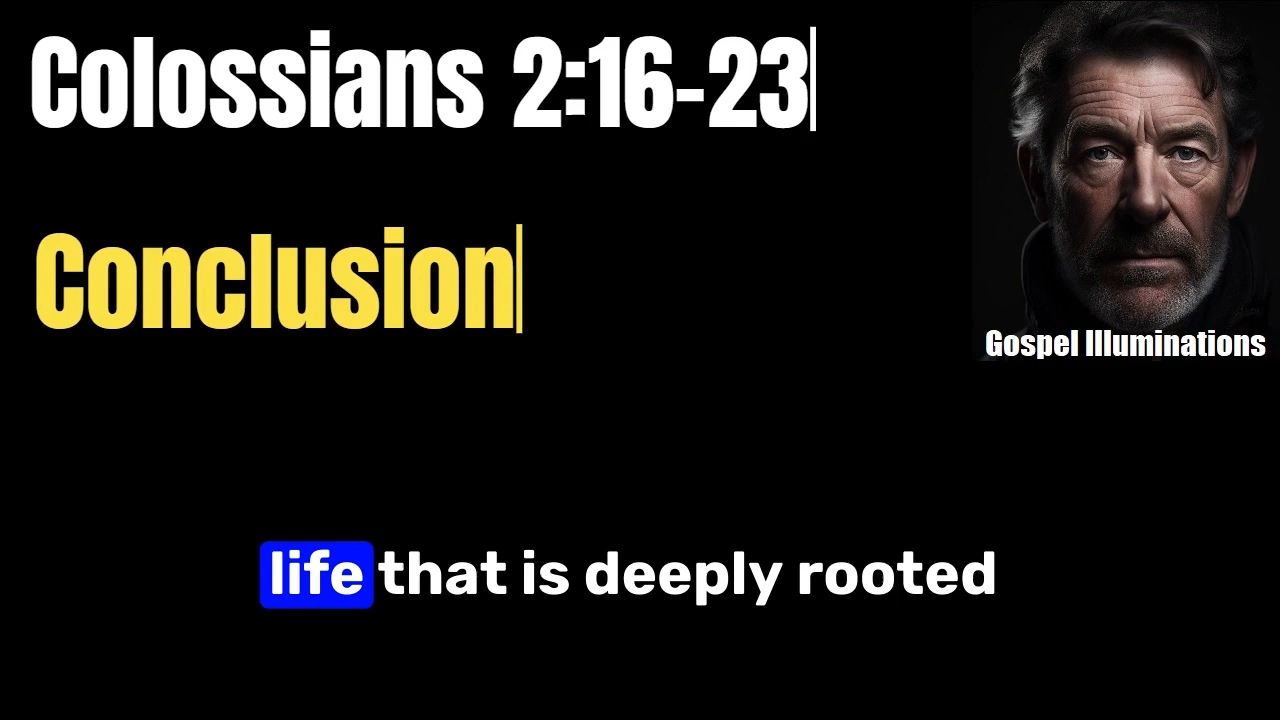 Colossians 2:16-23
Conclusion
Gospel Illuminations
life that is deeply rooted